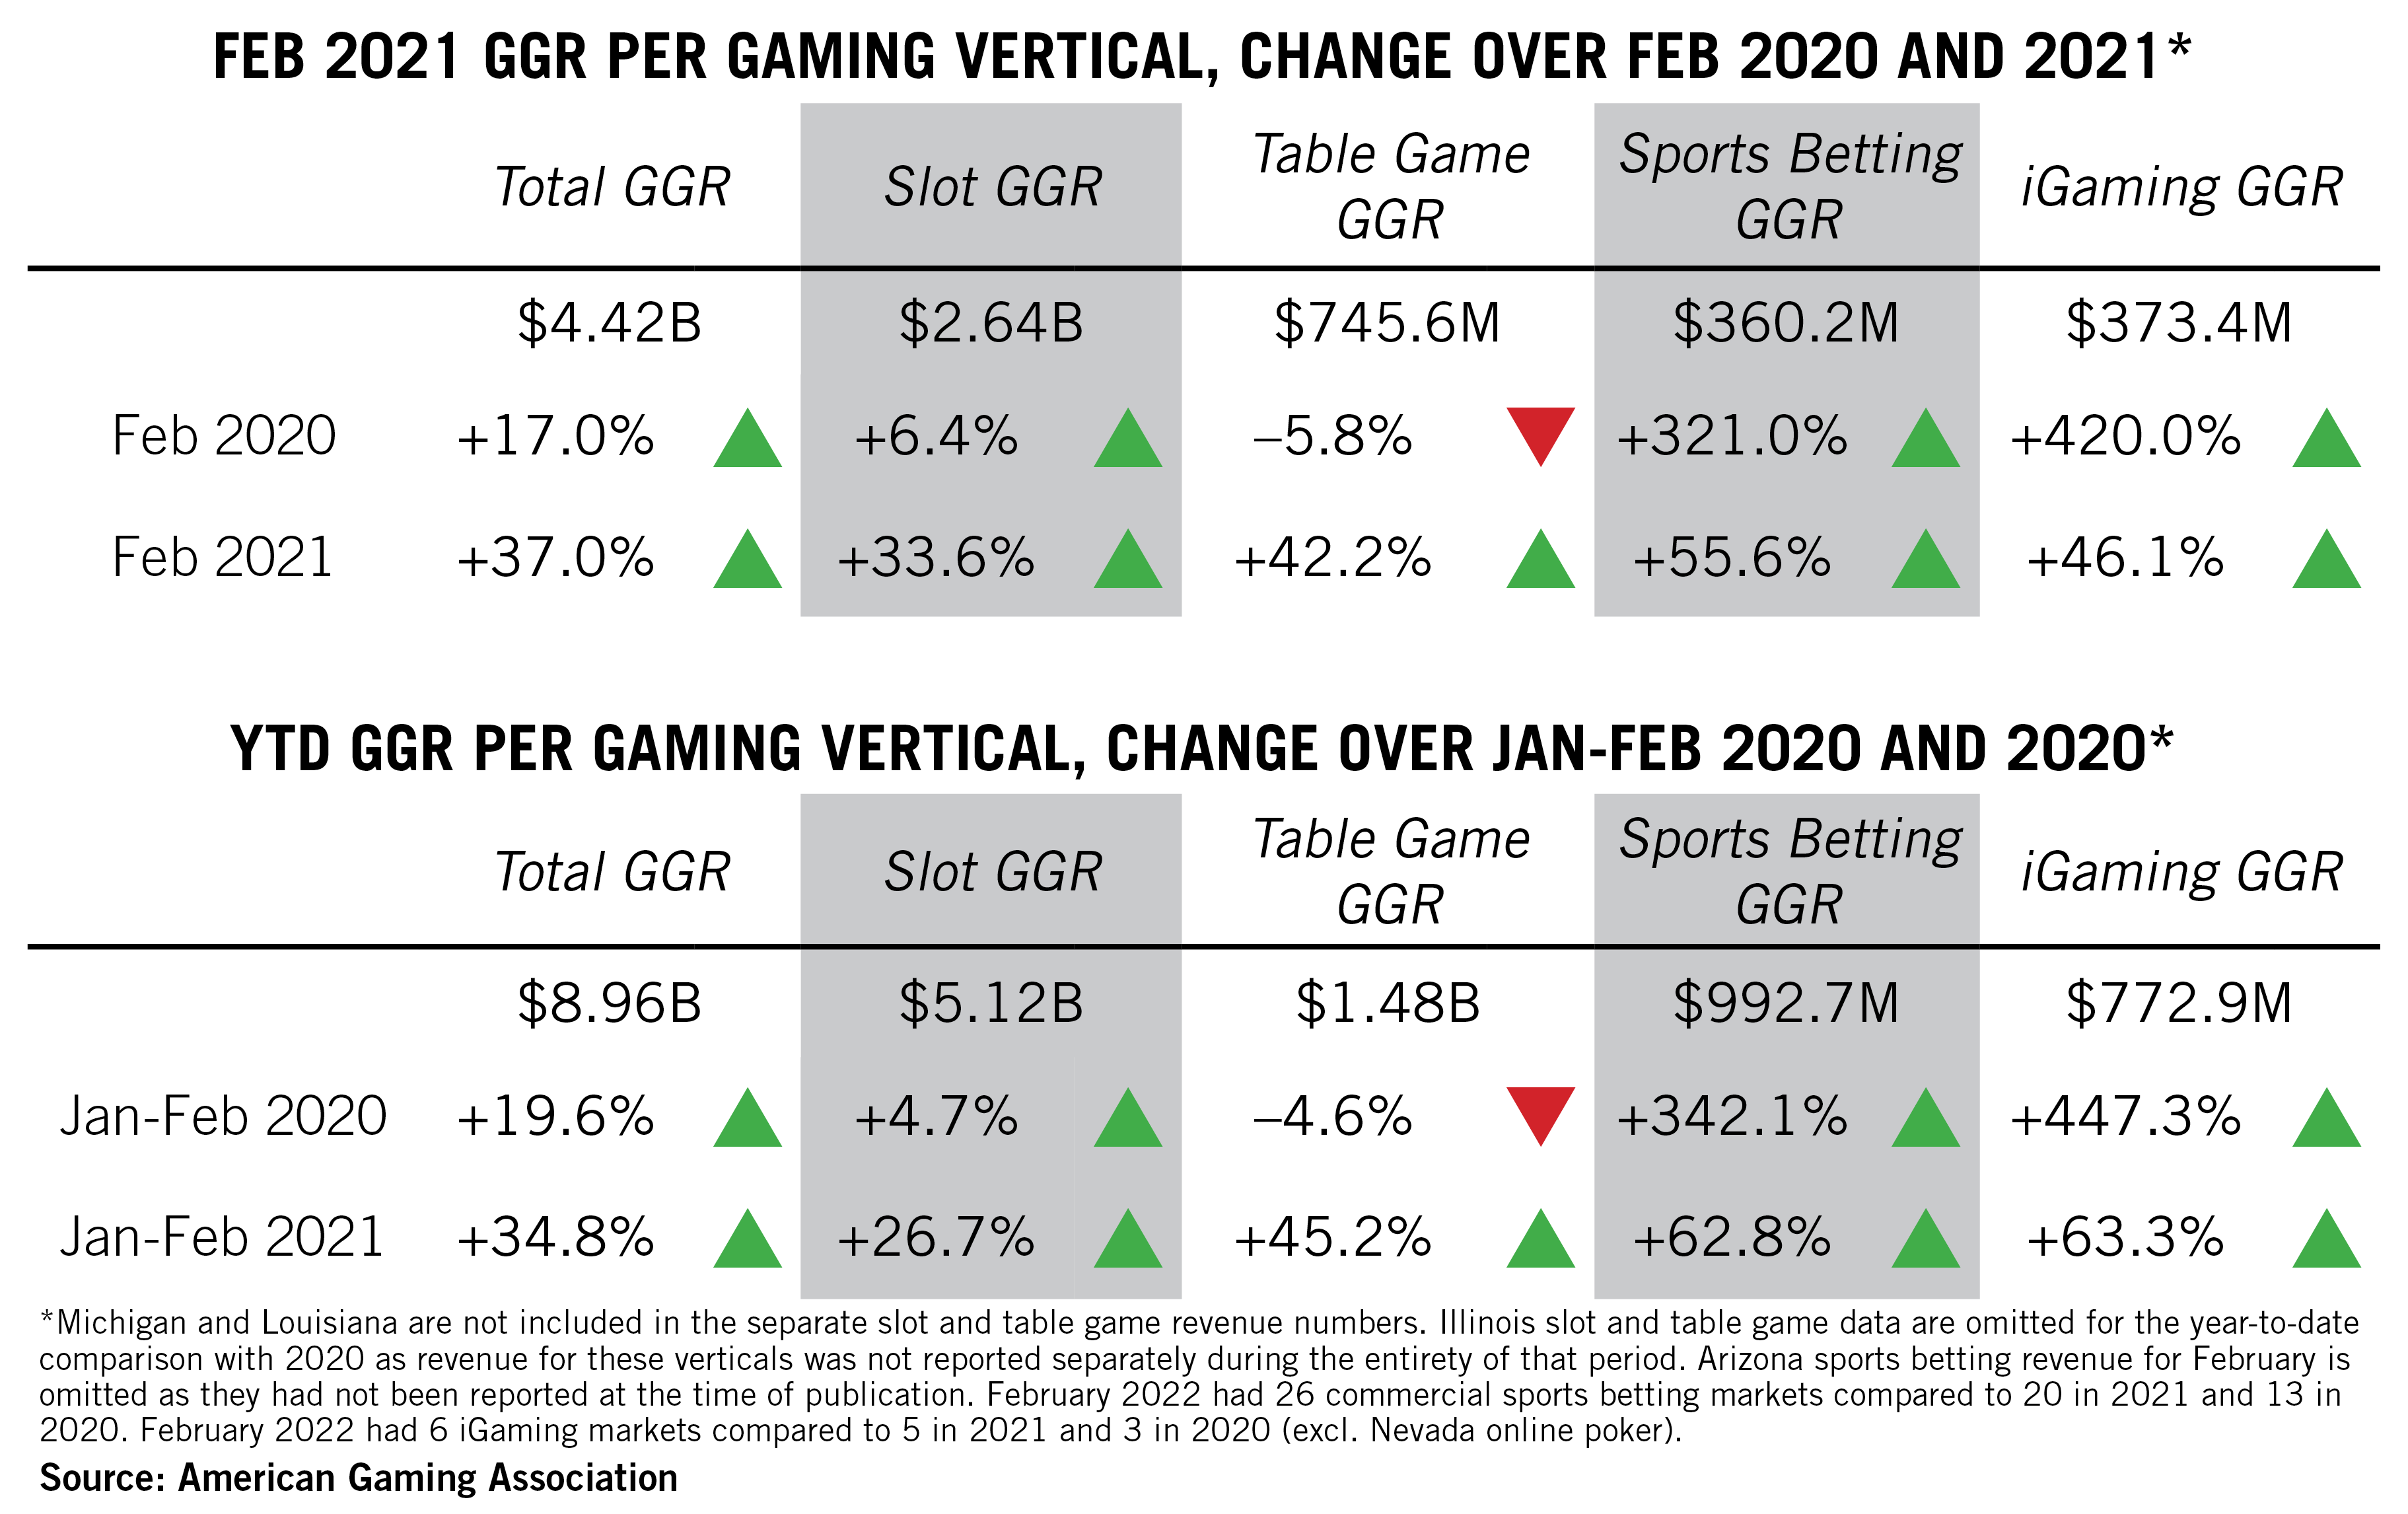 FEB 2021 GGR PER GAMING VERTICAL, CHANGE OVER FEB 2020 AND 2021*
Total GGR Slot GGR Table Game GGR Sports Betting GGR iGaming GGR
$4.42B $2.64B $745.6M $360.2M $373.4M
Feb 2020 +17.0% +6.4% –5.8% +321.0% +420.0%
Feb 2021 +37.0% +33.6% +42.2% +55.6% +46.1%
YTD GGR PER GAMING VERTICAL, CHANGE OVER JAN-FEB 2020 AND 2020*
Total GGR Slot GGR Table Game GGR Sports Betting GGR iGaming GGR
$8.96B $5.12B $1.48B $992.7M $772.9M
Jan-Feb 2020 +19.6% +4.7% –4.6% +342.1% +447.3%
Jan-Feb 2021 +34.8% +26.7% +45.2% +62.8% +63.3%
*Michigan and Louisiana are not included in the separate slot and table game revenue numbers. Illinois slot and table game data are omitted for the year-to-date
comparison with 2020 as revenue for these verticals was not reported separately during the entirety of that period. Arizona sports betting revenue for February is
omitted as they had not been reported at the time of publication. February 2022 had 26 commercial sports betting markets compared to 20 in 2021 and 13 in
2020. February 2022 had 6 iGaming markets compared to 5 in 2021 and 3 in 2020 (excl. Nevada online poker).
Source: American Gaming Association